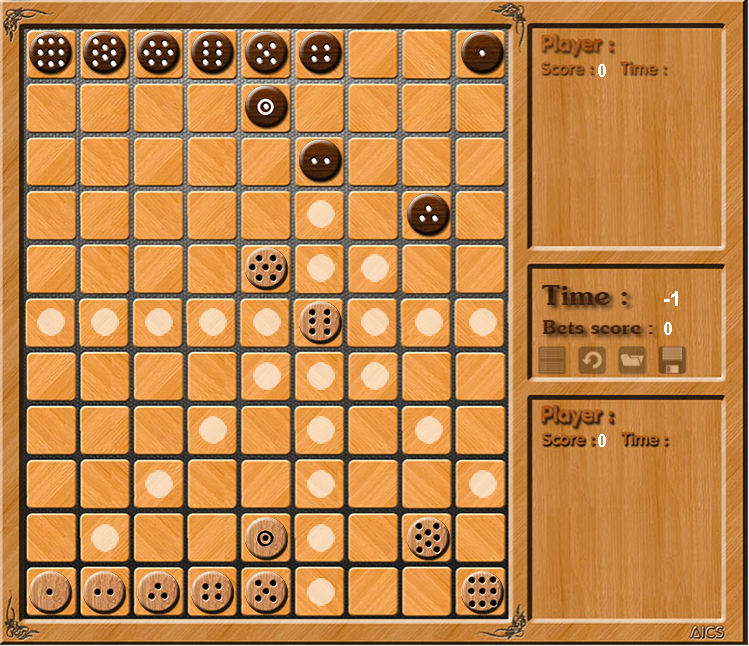 Player :
Score : 0 Time :
Time : -1
Bets score : 0
Player :
Score : 0 Time :
AICS